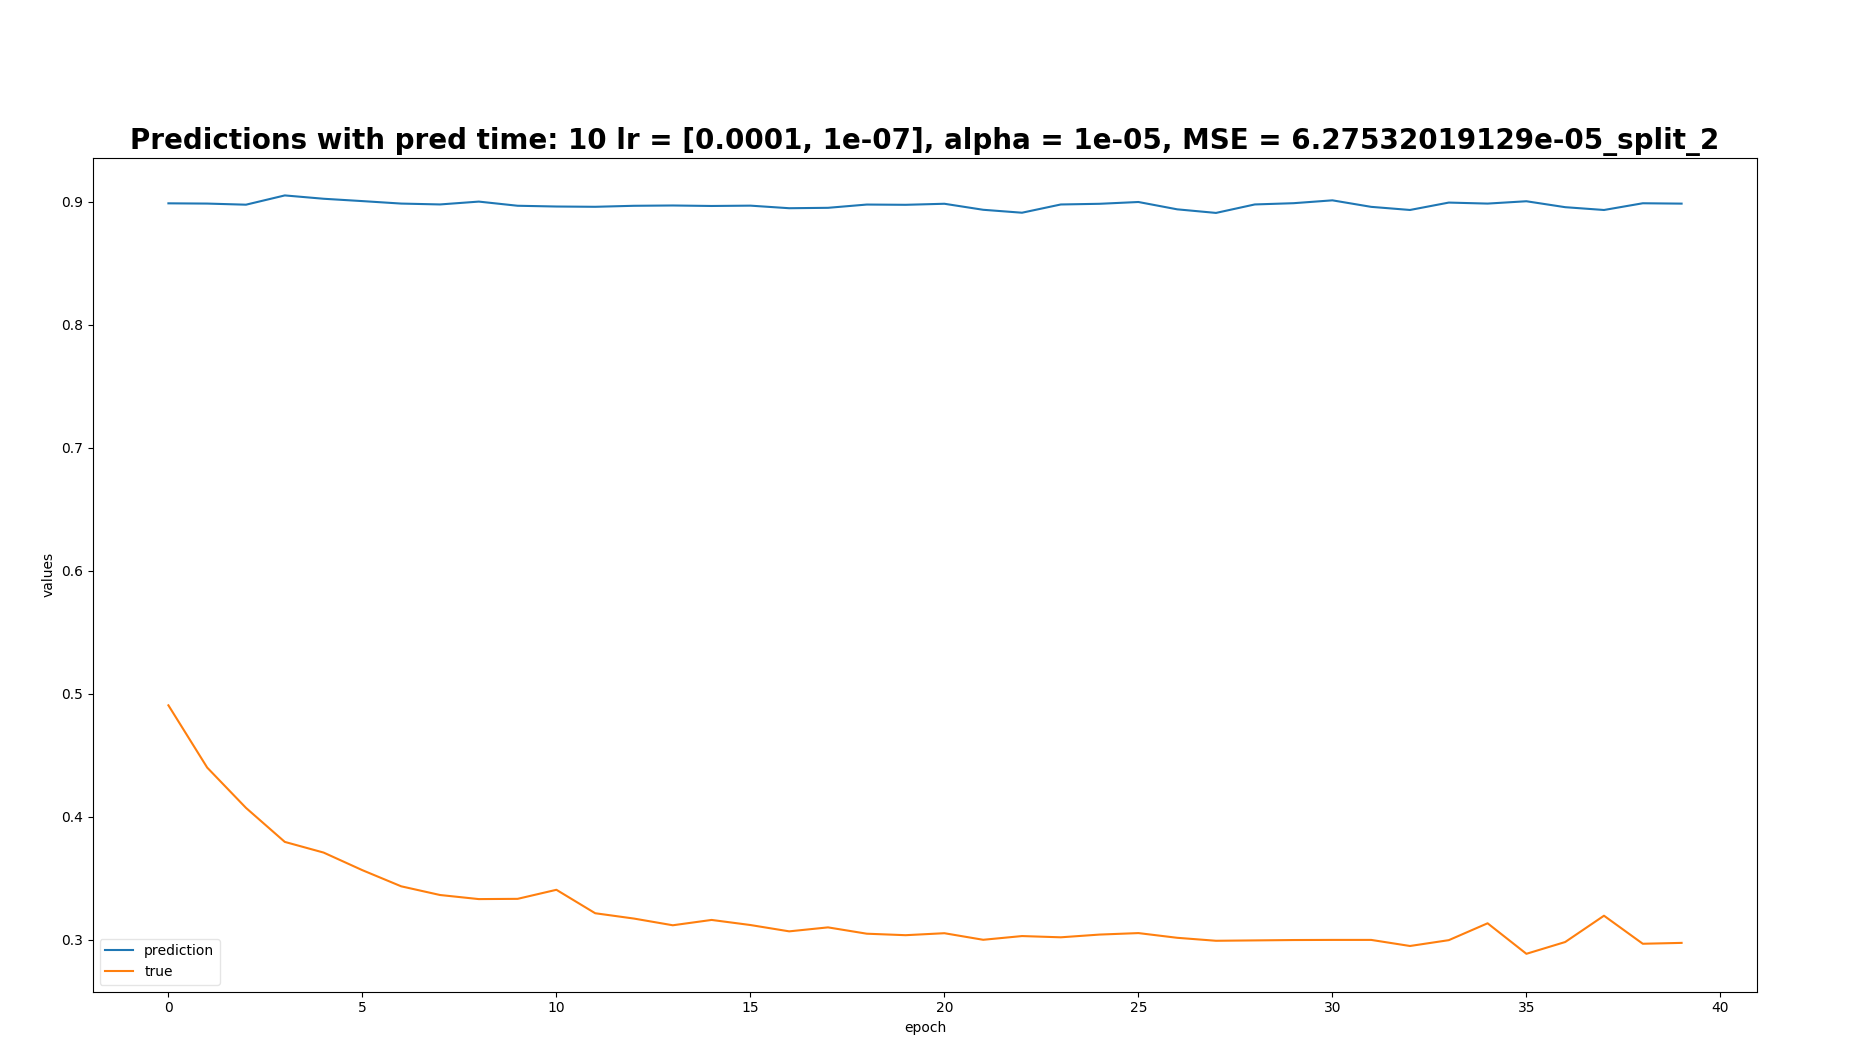 Predictions with pred time: 10 lr = [0.0001, 1e-07], alpha = 1e-05, MSE = 6.27532019129e-05_split_2
0.9
0.8
0.7
0.6
0.5
0.4
0.3
values
prediction
true
0 5 10 15 20 25 30 35 40
epoch